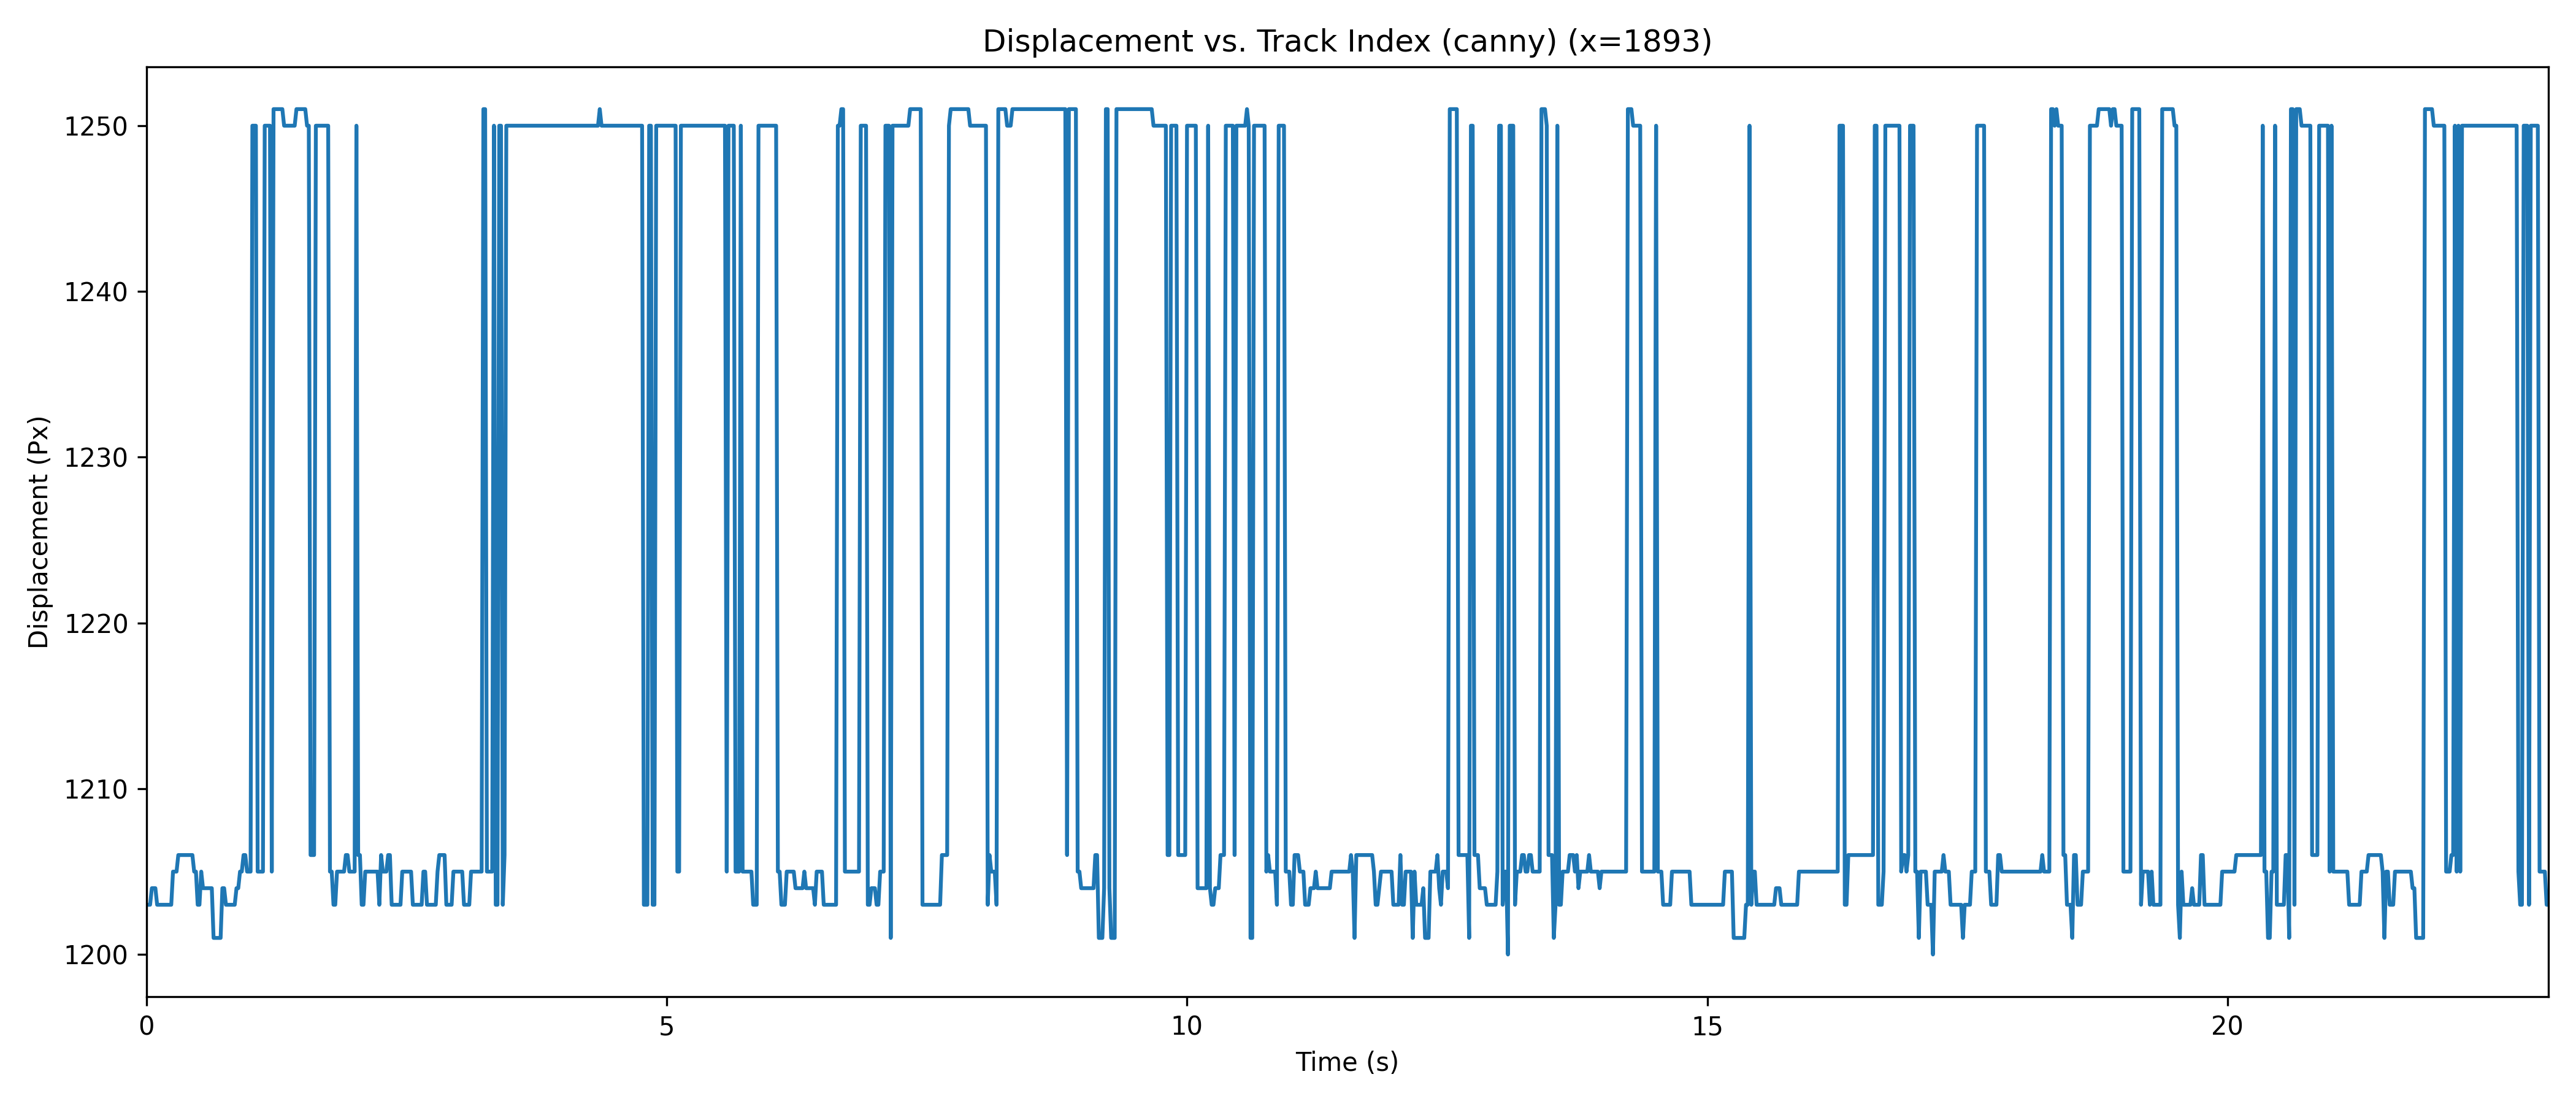 Displacement vs. Track Index (canny) (x=1893)
Displacement (Px)
1250
1240
1230
1220
1210
1200
0 5 10 15 20
Time (s)